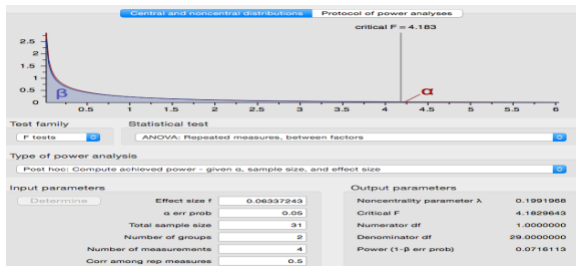 Central and noncentral distributions Protocol of power analyses
critical F = 4.183
2.5
2
1.5
1
0.5
0
β
α
0.5 1 1.5 2 2.5 3 3.5 4 4.5 5 5.5 6
Test family Statistical test
F tests ANOVA: Repeated measures, between factors
Type of power analysis
Post hoc: Compute achieved power - given α, sample size, and effect size
Input parameters Output parameters
Determine Effect size f 0.06337243 Noncentrality parameter λ 0.1991968
α err prob 0.05 Critical F 4.1829643
Total sample size 31 Numerator df 1.0000000
Number of groups 2 Denominator df 29.0000000
Number of measurements 4 Power (1-β err prob) 0.0716113
Corr among rep measures 0.5